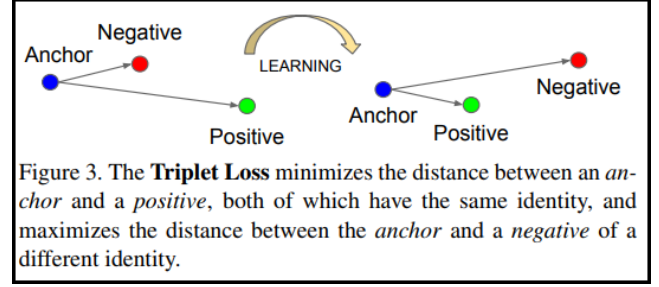 Negative
Anchor
LEARNING
Positive
Anchor
Positive
Negative
Figure 3. The Triplet Loss minimizes the distance between an an-
chor and a positive, both of which have the same identity, and
maximizes the distance between the anchor and a negative of a
different identity.